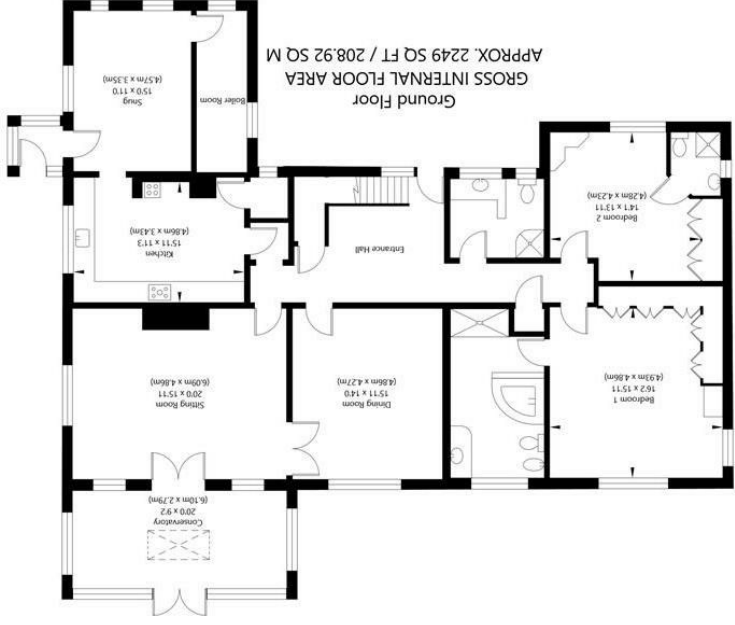 Conservatory
20'0 x 9'2
(6.10m x 2.79m)
Bedroom 1
16'2 x 15'11
(4.93m x 4.86m)
Dining Room
15'11 x 14'0
(4.86m x 4.27m)
Sitting Room
20'0 x 15'11
(6.09m x 4.86m)
Bedroom 2
14'1 x 13'11
(4.28m x 4.23m)
Entrance Hall
Kitchen
15'11 x 11'3
(4.86m x 3.43m)
Boiler Room
Snug
15'0 x 11'0
(4.57m x 3.35m)
Ground Floor
GROSS INTERNAL FLOOR AREA
APPROX. 2249 SQ FT / 208.92 SQ M